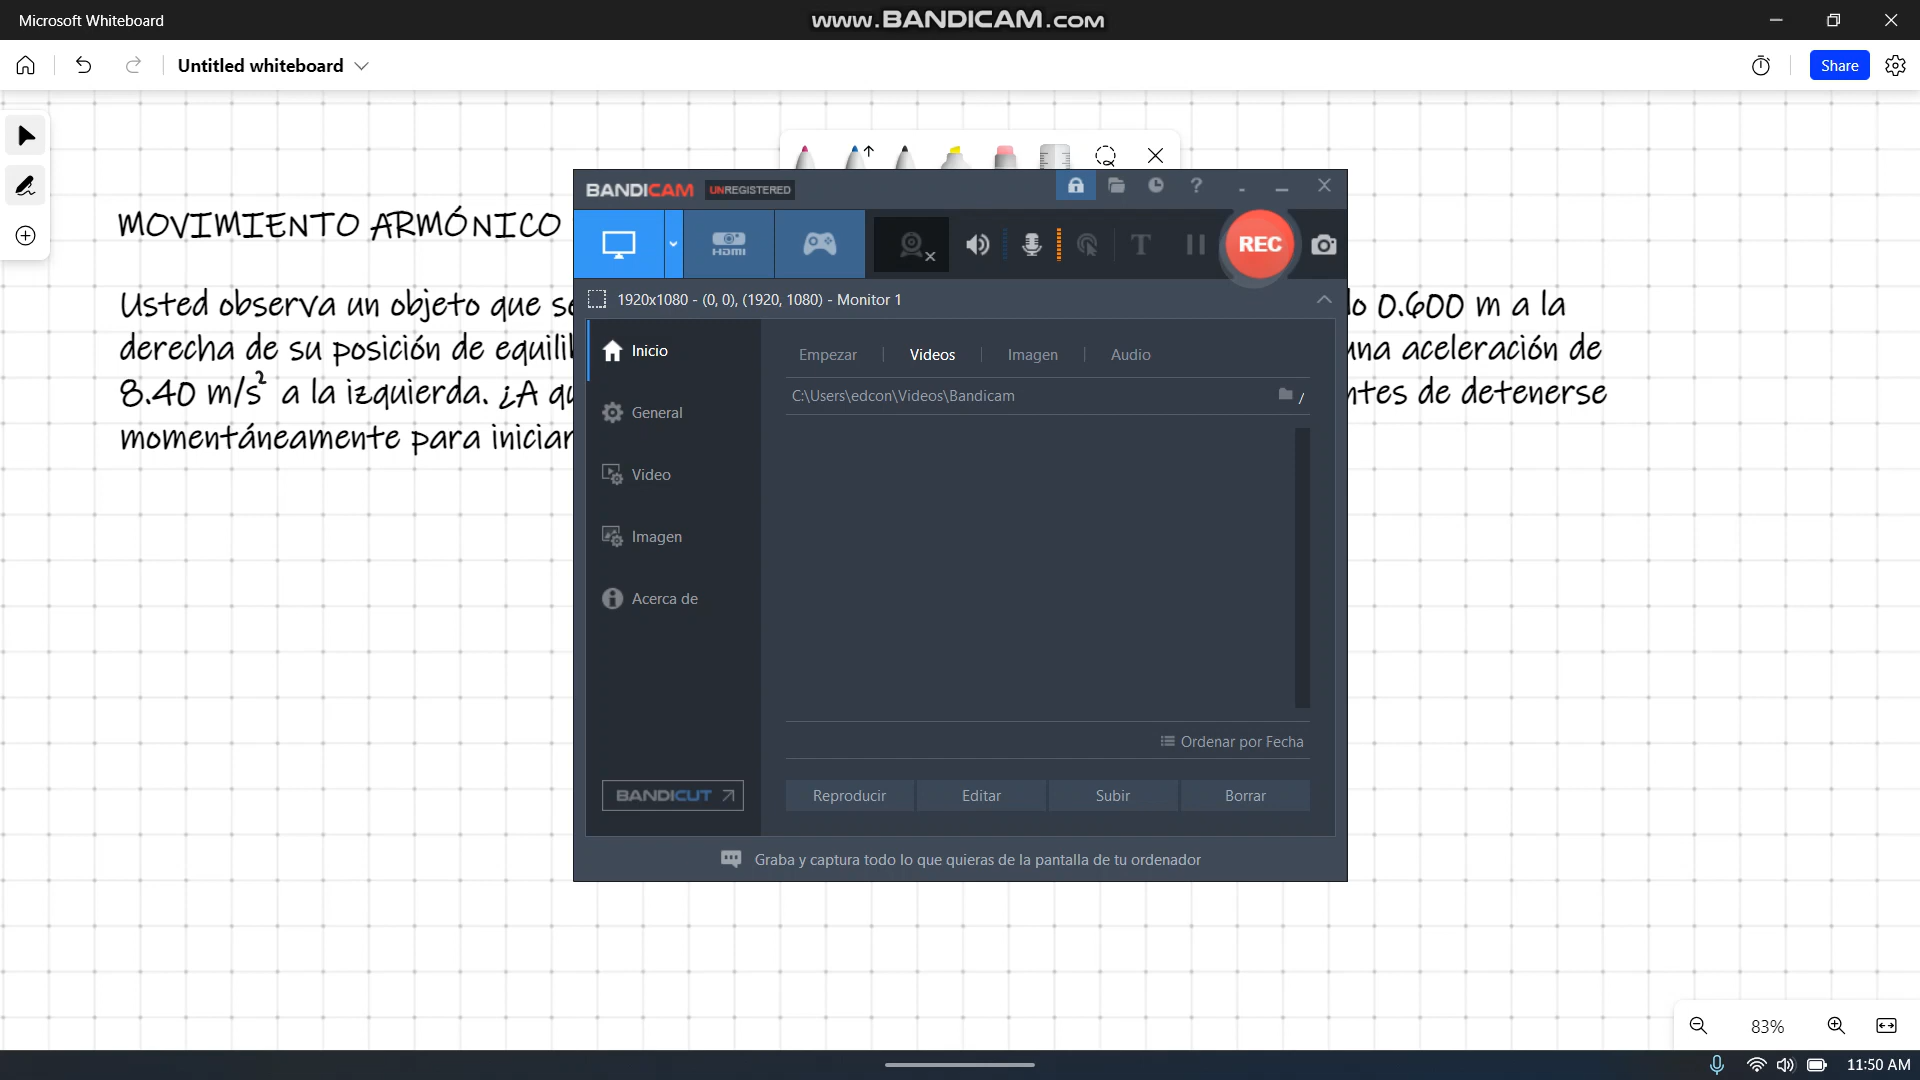 Microsoft Whiteboard
www.BANDICAM.com
Untitled whiteboard
Share
BANDICAM UNREGISTERED
MOVIMIENTO ARMÓNICO
HDMI
T
REC
1920x1080 - (0, 0), (1920, 1080) - Monitor 1
Usted observa un objeto que se
lo 0.600 m a la
derecha de su posición de equili
una aceleración de
8.40 m/s² a la izquierda. ¿A qu
ntes de detenerse
momentáneamente para iniciar
Inicio
General
Video
Imagen
Acerca de
Empezar
Videos
Imagen
Audio
C:\Users\edcon\Videos\Bandicam
/
Ordenar por Fecha
BANDICUT
Reproducir
Editar
Subir
Borrar
Graba y captura todo lo que quieras de la pantalla de tu ordenador
83%
11:50 AM